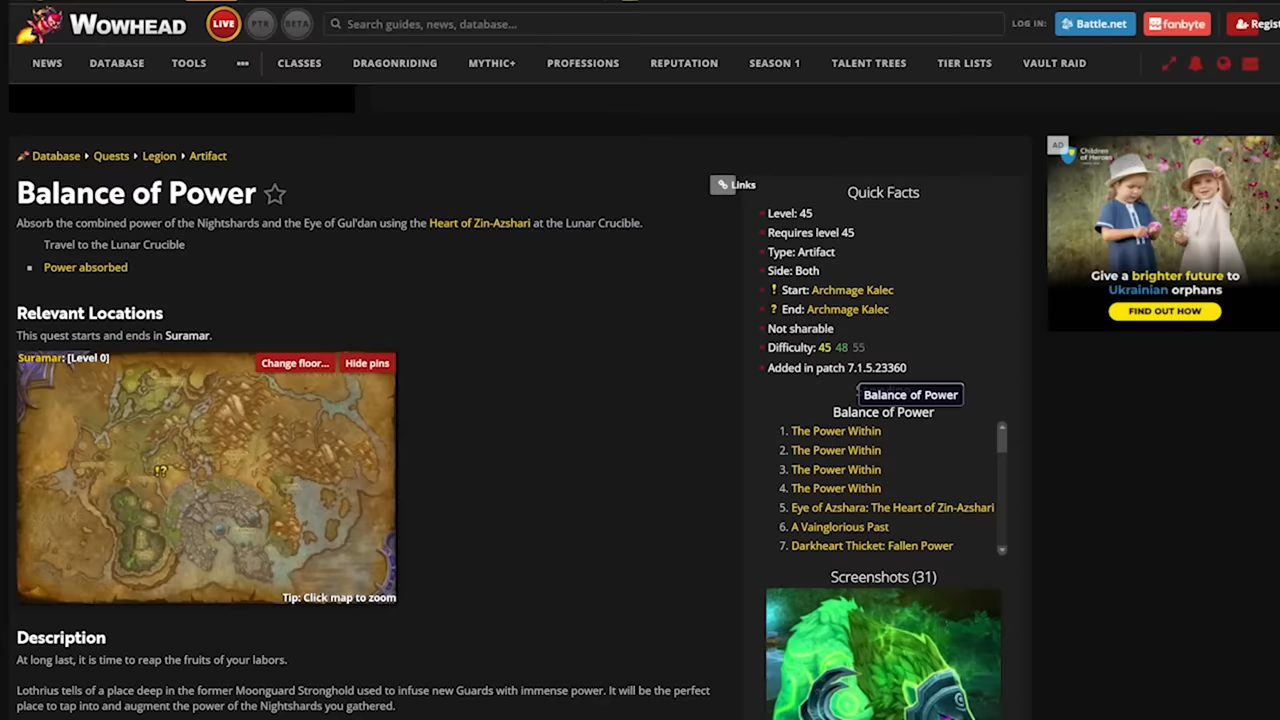 WOWHEAD
LIVE
PTR
BETA
Search guides, news, database...
LOG IN:
Battle.net
fanbyte
Regist
NEWS
DATABASE
TOOLS
•••
CLASSES
DRAGONRIDING
MYTHIC+
PROFESSIONS
REPUTATION
SEASON 1
TALENT TREES
TIER LISTS
VAULT RAID
Database
Quests
Legion
Artifact
Balance of Power
Absorb the combined power of the Nightshards and the Eye of Gul'dan using the Heart of Zin-Azshari at the Lunar Crucible.
Travel to the Lunar Crucible
Power absorbed
Relevant Locations
This quest starts and ends in Suramar.
Suramar: [Level 0]
Change floor...
Hide pins
!?
Tip: Click map to zoom
Description
At long last, it is time to reap the fruits of your labors.
Lothrius tells of a place deep in the former Moonguard Stronghold used to infuse new Guards with immense power. It will be the perfect
place to tap into and augment the power of the Nightshards you gathered.
Links
Quick Facts
Level: 45
Requires level 45
Type: Artifact
Side: Both
! Start: Archmage Kalec
? End: Archmage Kalec
Not sharable
Difficulty: 45 48 55
Added in patch 7.1.5.23360
Balance of Power
Balance of Power
1. The Power Within
2. The Power Within
3. The Power Within
4. The Power Within
5. Eye of Azshara: The Heart of Zin-Azshari
6. A Vainglorious Past
7. Darkheart Thicket: Fallen Power
Screenshots (31)
AD
Children
of Heroes
Give a brighter future to
Ukrainian orphans
FIND OUT HOW